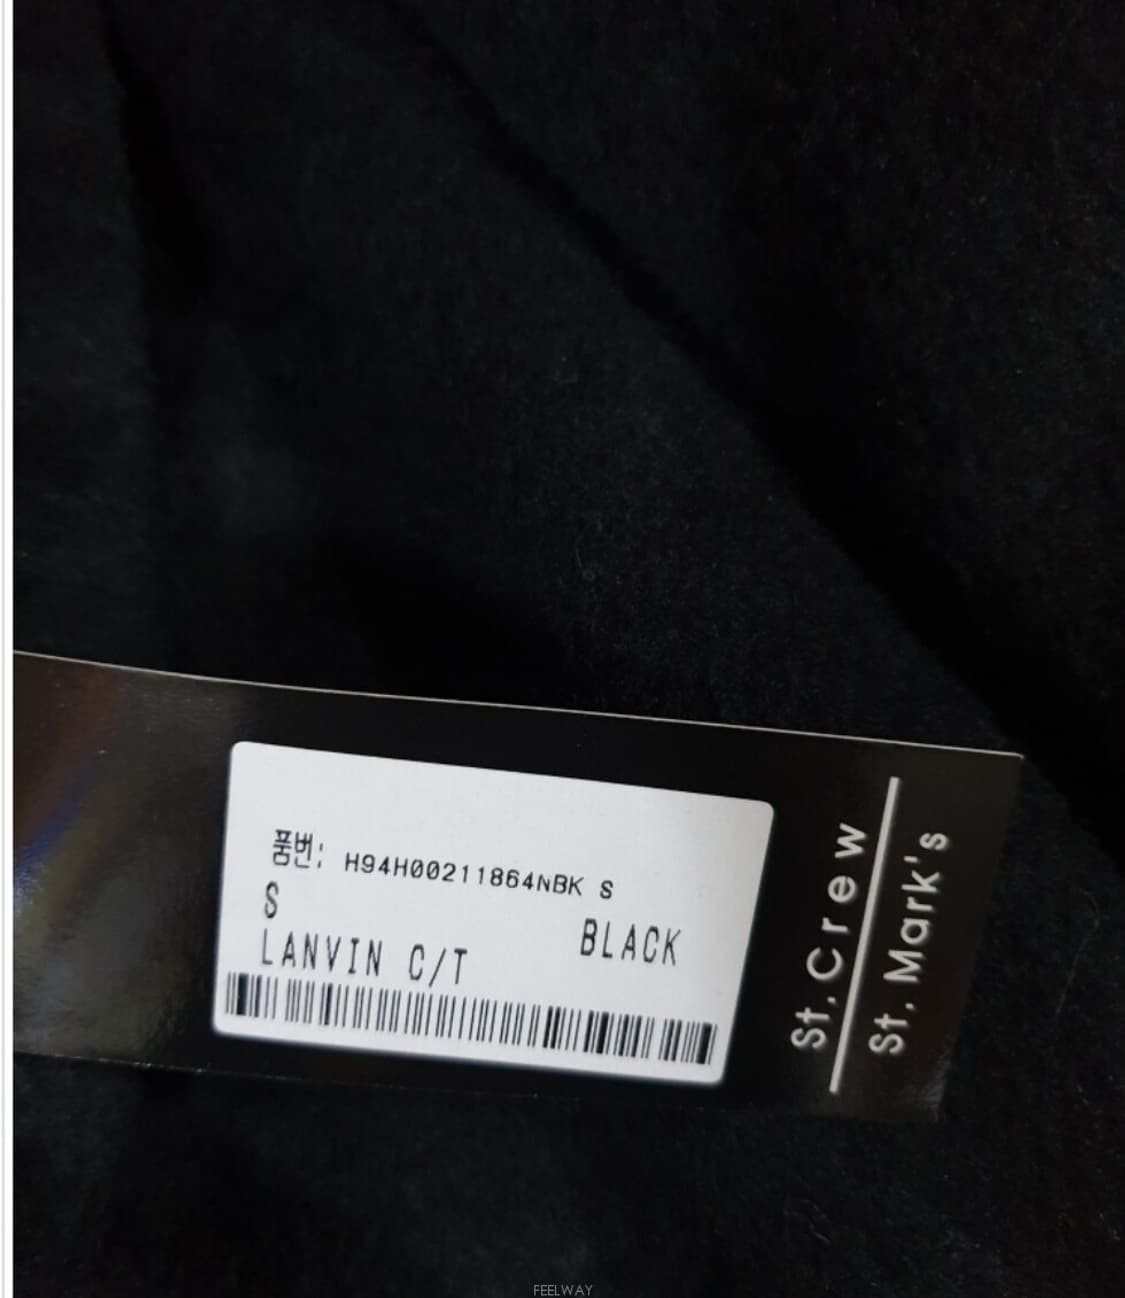 품번: H94H00211864NBK S
S
BLACK
LANVIN C/T
St.Crew
St. Mark's
FEELWAY